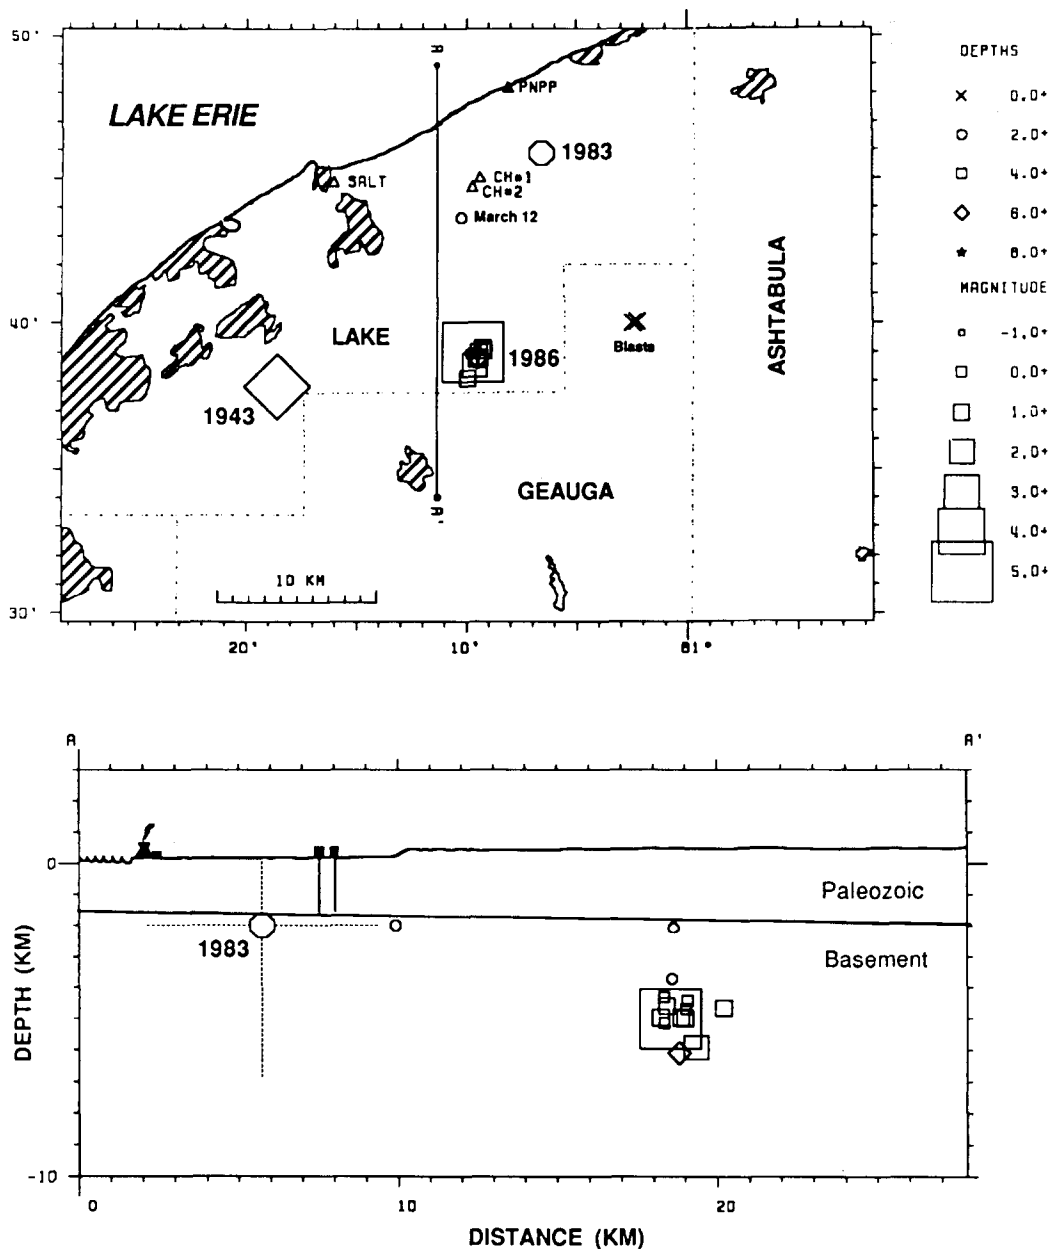 50'
A
DEPTHS
PNPP
× 0.0+
LAKE ERIE
1983
2.0+
CH#1
SALT
CH#2
4.0+
March 12
6.0+
8.0+
MAGNITUDE
40'
LAKE
ASHTABULA
-1.0+
Blasts
1986
0.0+
1943
1.0+
2.0+
GEAUGA
3.0+
A'
4.0+
10 KM
5.0+
30'
20'
10'
81°
A
A'
0
Paleozoic
1983
Basement
DEPTH (KM)
-10
0
10
20
DISTANCE (KM)